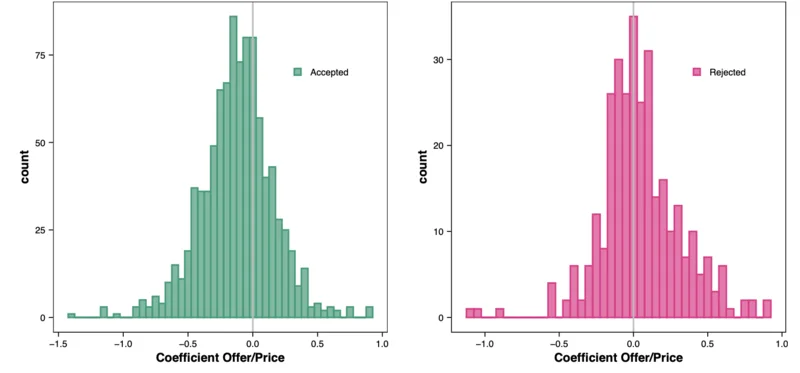 75
50
25
0
count
−1.5 −1.0 −0.5 0.0 0.5 1.0
Coefficient Offer/Price
Accepted
30
20
10
0
count
−1.0 −0.5 0.0 0.5 1.0
Coefficient Offer/Price
Rejected